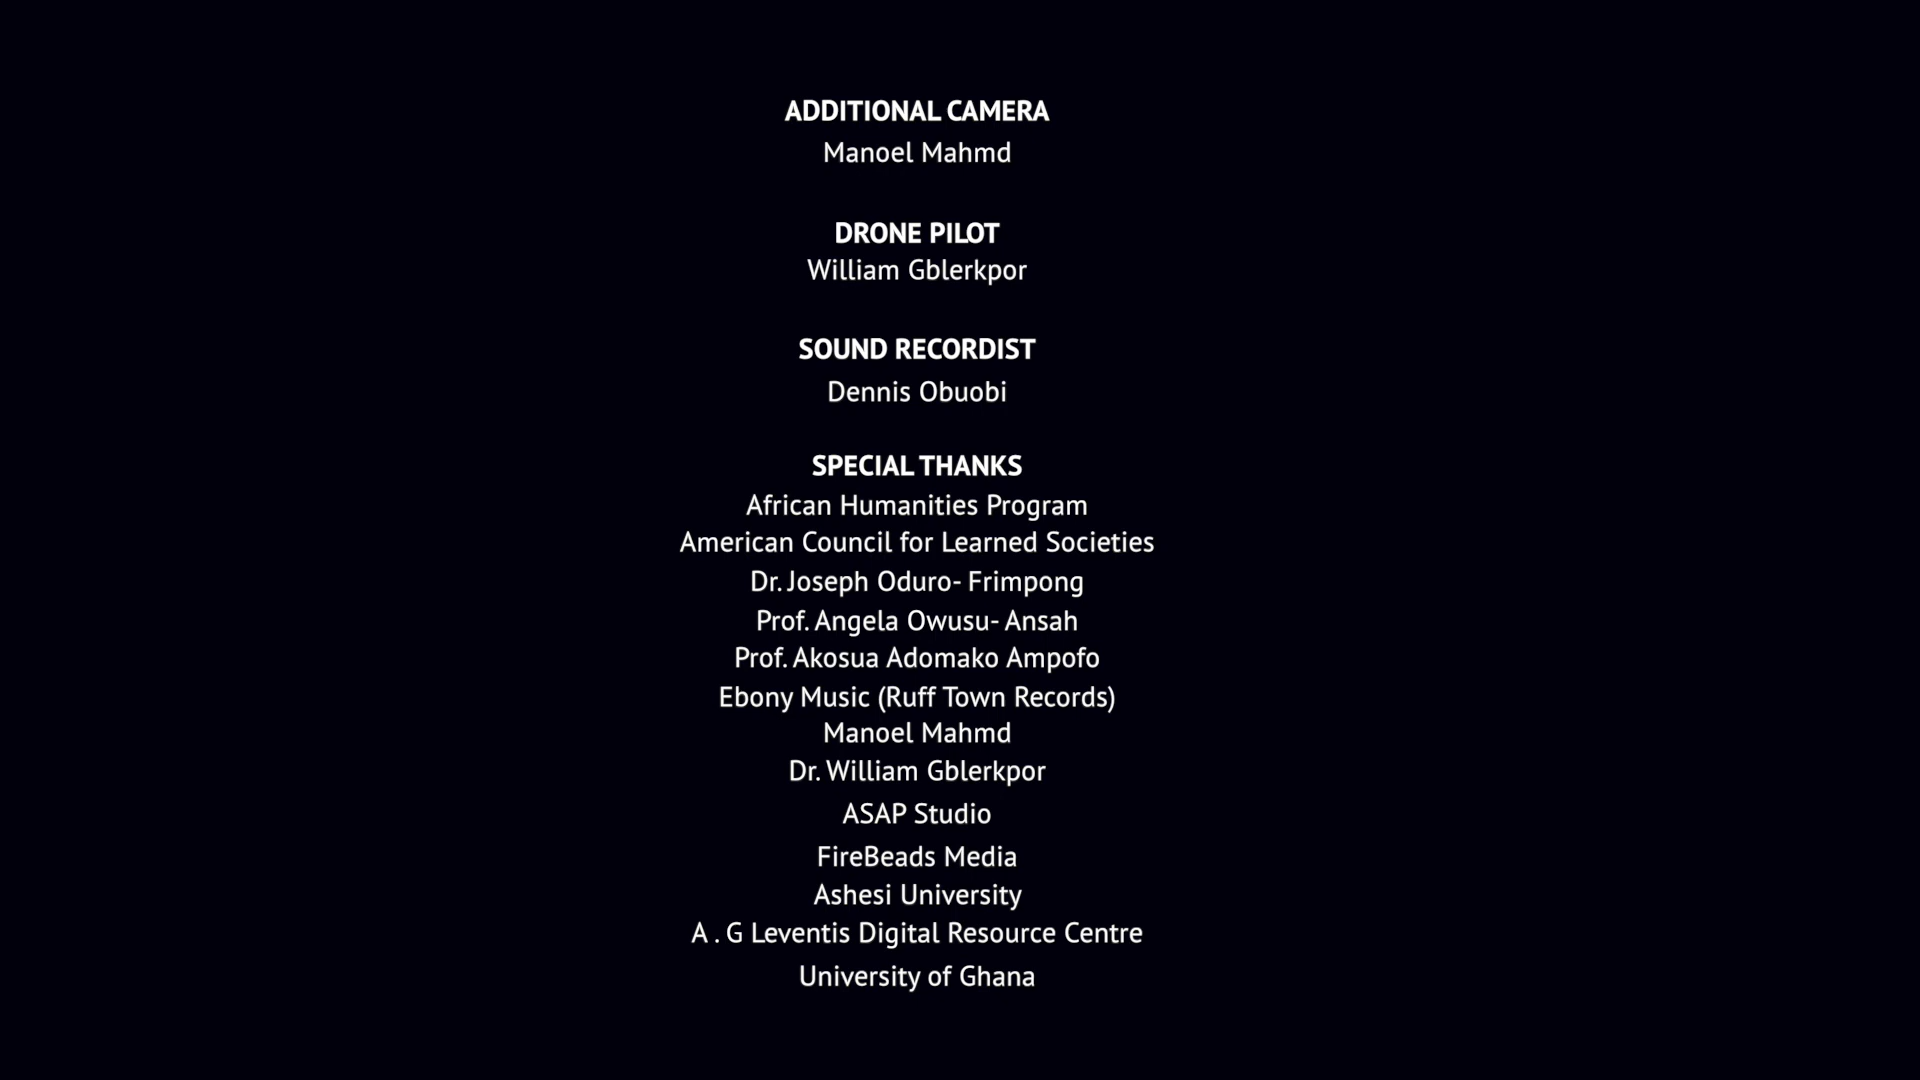 ADDITIONAL CAMERA
Manoel Mahmd
DRONE PILOT
William Gblerkpor
SOUND RECORDIST
Dennis Obuobi
SPECIAL THANKS
African Humanities Program
American Council for Learned Societies
Dr. Joseph Oduro- Frimpong
Prof. Angela Owusu- Ansah
Prof. Akosua Adomako Ampofo
Ebony Music (Ruff Town Records)
Manoel Mahmd
Dr. William Gblerkpor
ASAP Studio
FireBeads Media
Ashesi University
A . G Leventis Digital Resource Centre
University of Ghana